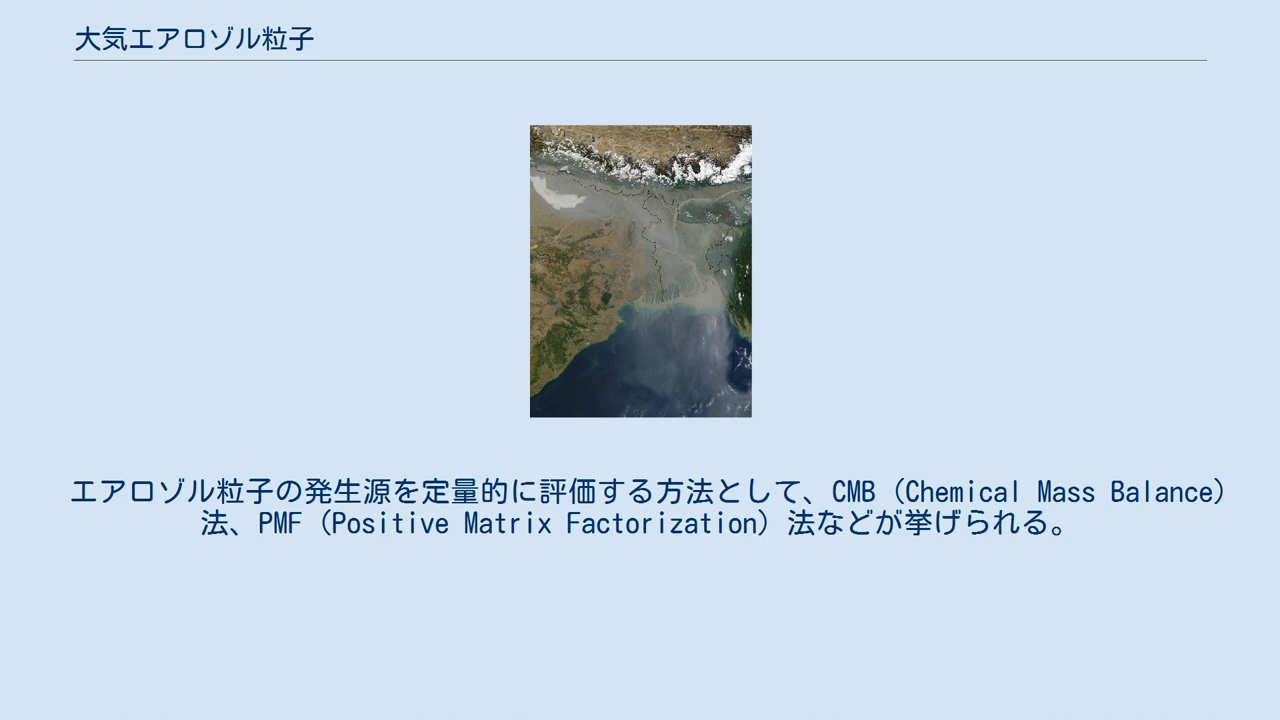 大気エアロゾル粒子
エアロゾル粒子の発生源を定量的に評価する方法として、CMB（Chemical Mass Balance）
法、PMF（Positive Matrix Factorization）法などが挙げられる。